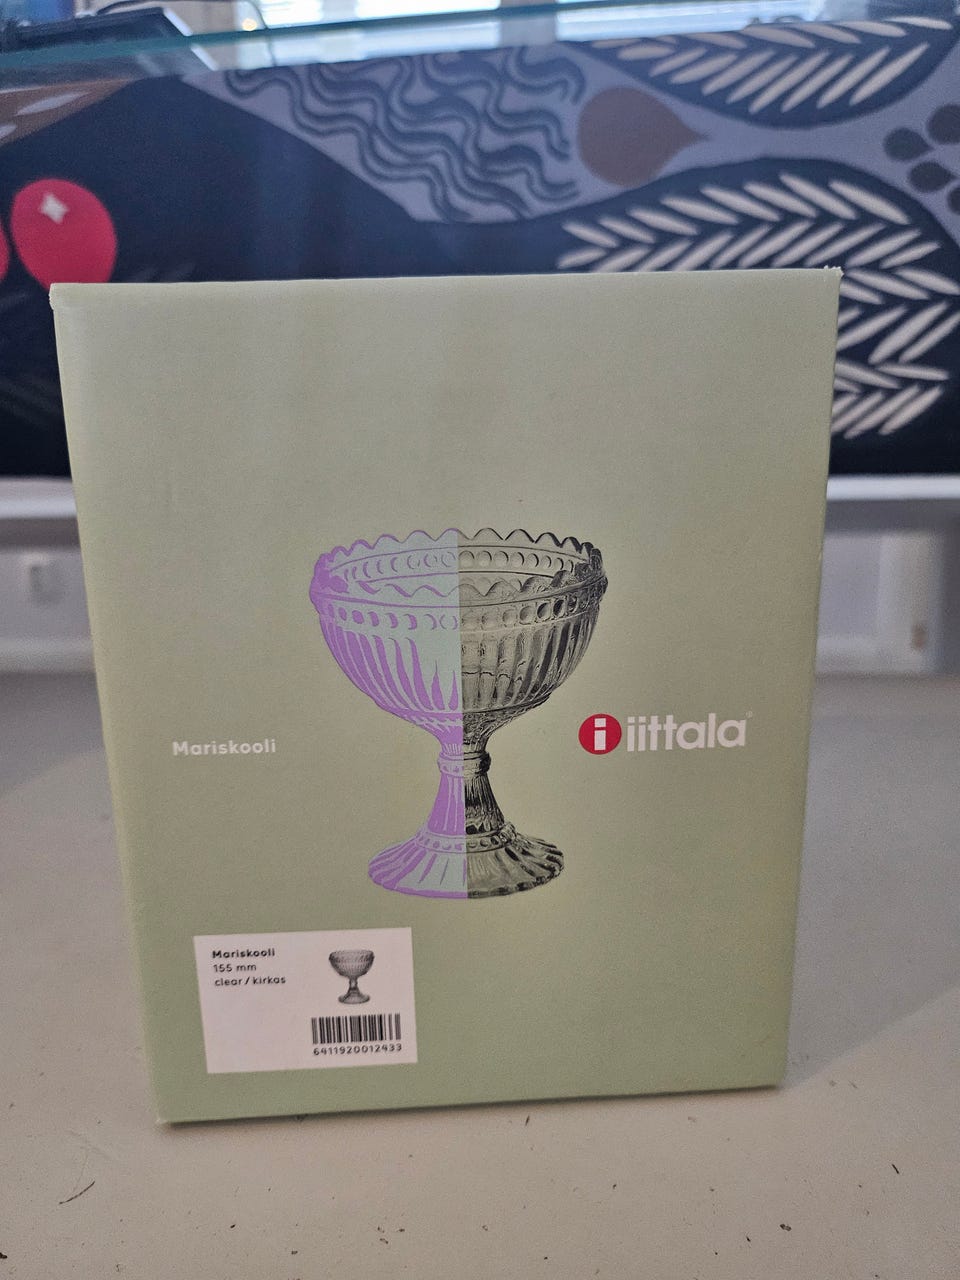 Mariskooli
i iittala®
Mariskooli
155 mm
clear / kirkas
6411920012433